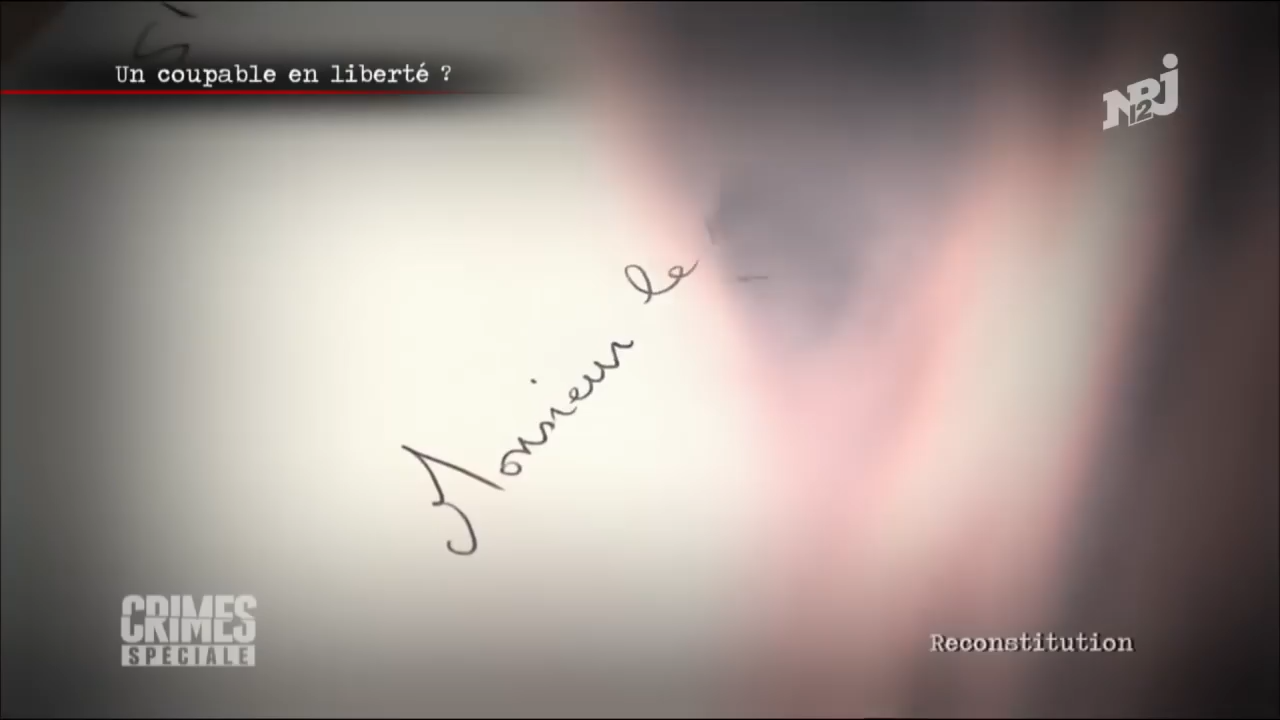 Un coupable en liberté ?
NRJ
12
Monsieur le
CRIMES
SPÉCIALE
Reconstitution